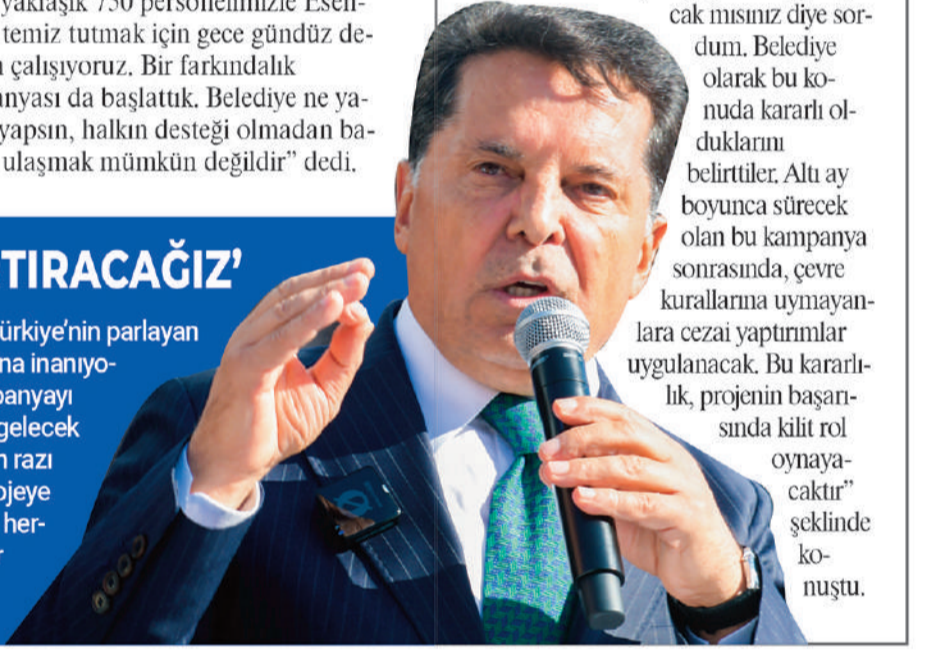 yaklaşık 750 personelimizle Esen-
temiz tutmak için gece gündüz de-
çalışıyoruz. Bir farkındalık
anyası da başlattık. Belediye ne ya-
yapsın, halkın desteği olmadan ba-
ulaşmak mümkün değildir” dedi.
TIRACAĞIZ’
ürkiye’nin parlayan
na inanıyo-
panyayı
gelecek
n razı
ojeye
her-
cak mısınız diye sor-
dum. Belediye
olarak bu ko-
nuda kararlı ol-
duklarını
belirttiler. Altı ay
boyunca sürecek
olan bu kampanya
sonrasında, çevre
kurallarına uymayan-
lara cezai yaptırımlar
uygulanacak. Bu kararlı-
lık, projenin başarı-
sında kilit rol
oynaya-
caktır”
şeklinde
ko-
nuştu.